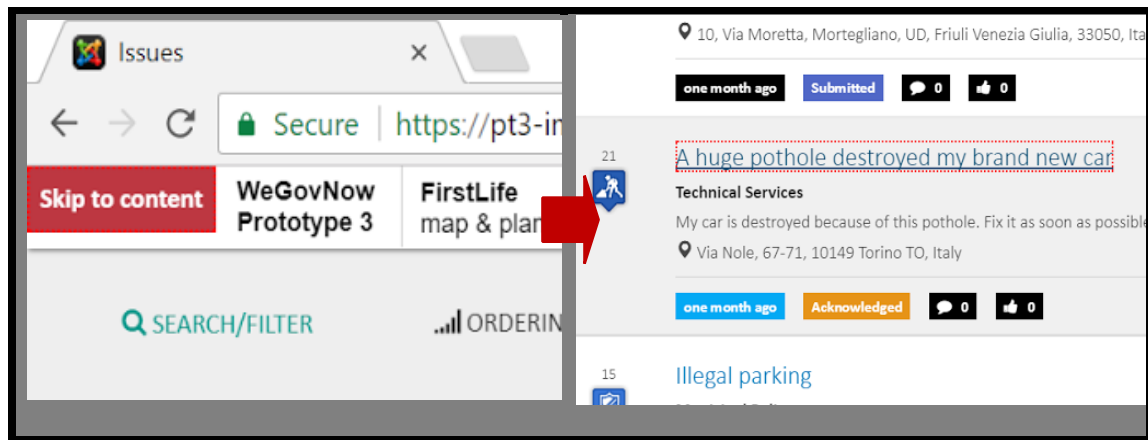 Issues
Secure https://pt3-in
Skip to content
WeGovNow
Prototype 3
FirstLife
map & plan
SEARCH/FILTER
ORDERIN
10, Via Moretta, Mortegliano, UD, Friuli Venezia Giulia, 33050, Ita
one month ago Submitted 0 0
21
A huge pothole destroyed my brand new car
Technical Services
My car is destroyed because of this pothole. Fix it as soon as possible
Via Nole, 67-71, 10149 Torino TO, Italy
one month ago Acknowledged 0 0
15
Illegal parking